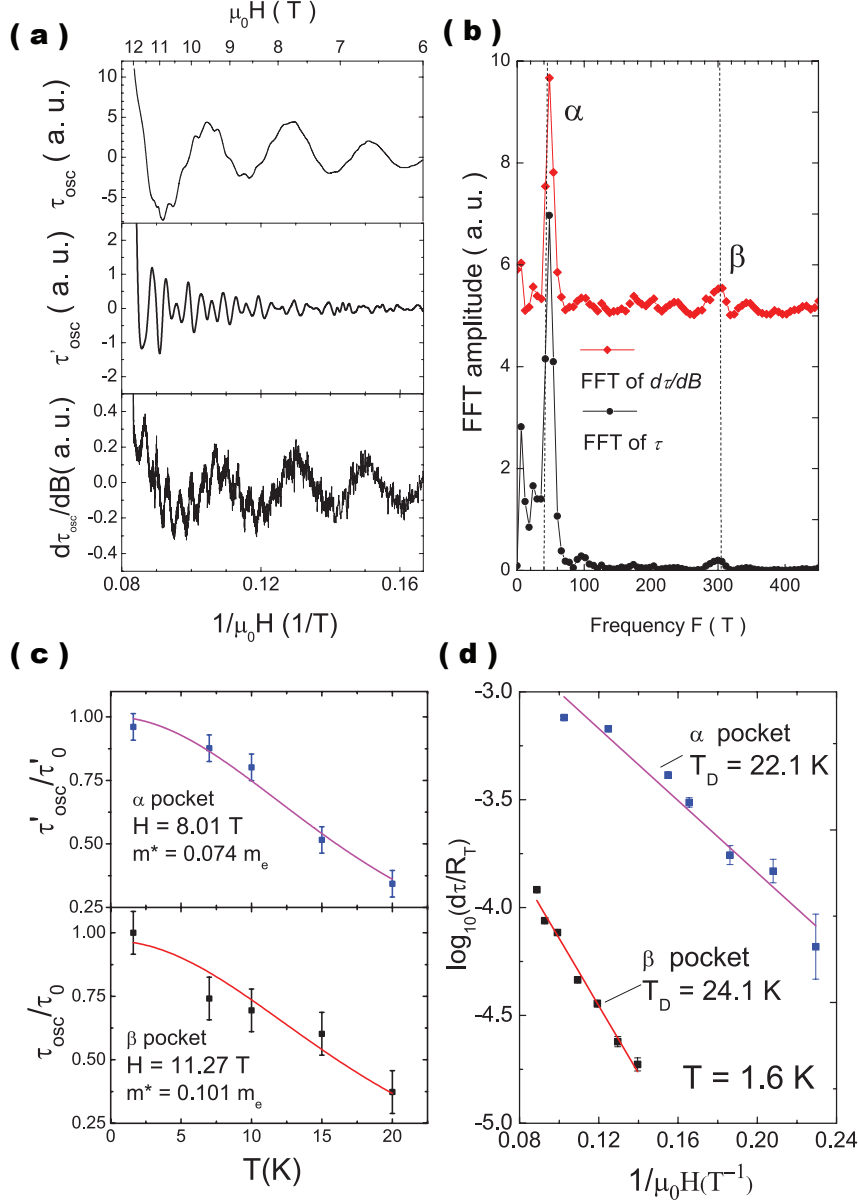 ( a )
μ₀H ( T )
12 11 10 9 8 7 6
10
5
0
-5
τosc ( a. u. )
2
1
0
-1
-2
τ'osc ( a. u. )
0.4
0.2
0.0
-0.2
-0.4
dτosc/dB( a. u. )
0.08 0.12 0.16
1/μ₀H (1/T)
( b )
10
8
6
4
2
0
FFT amplitude ( a. u. )
α
β
FFT of dτ/dB
FFT of τ
0 100 200 300 400
Frequency F ( T )
( c )
1.00
0.75
0.50
0.25
τ'osc/τ'0
α pocket
H = 8.01 T
m* = 0.074 me
1.00
0.75
0.50
0.25
τosc/τ0
β pocket
H = 11.27 T
m* = 0.101 me
0 5 10 15 20
T(K)
( d )
-3.0
-3.5
-4.0
-4.5
-5.0
log₁₀(dτ/RT)
α pocket
TD = 22.1 K
β pocket
TD = 24.1 K
T = 1.6 K
0.08 0.12 0.16 0.20 0.24
1/μ₀H(T⁻¹)